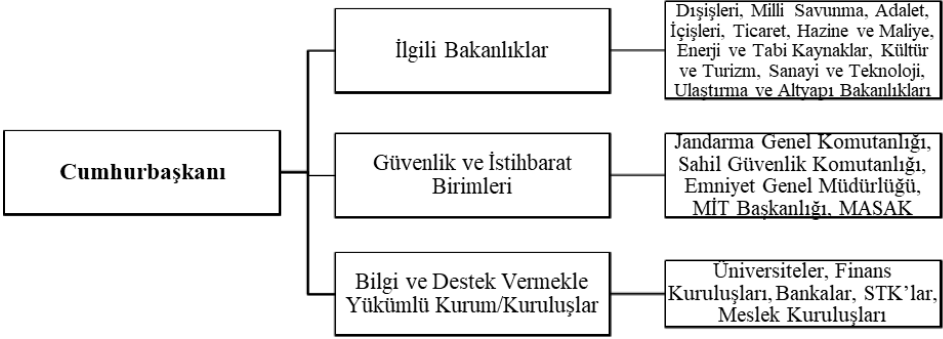 Cumhurbaşkanı
İlgili Bakanlıklar
Dışişleri, Milli Savunma, Adalet,
İçişleri, Ticaret, Hazine ve Maliye,
Enerji ve Tabi Kaynaklar, Kültür
ve Turizm, Sanayi ve Teknoloji,
Ulaştırma ve Altyapı Bakanlıkları
Güvenlik ve İstihbarat
Birimleri
Jandarma Genel Komutanlığı,
Sahil Güvenlik Komutanlığı,
Emniyet Genel Müdürlüğü,
MİT Başkanlığı, MASAK
Bilgi ve Destek Vermekle
Yükümlü Kurum/Kuruluşlar
Üniversiteler, Finans
Kuruluşları, Bankalar, STK’lar,
Meslek Kuruluşları